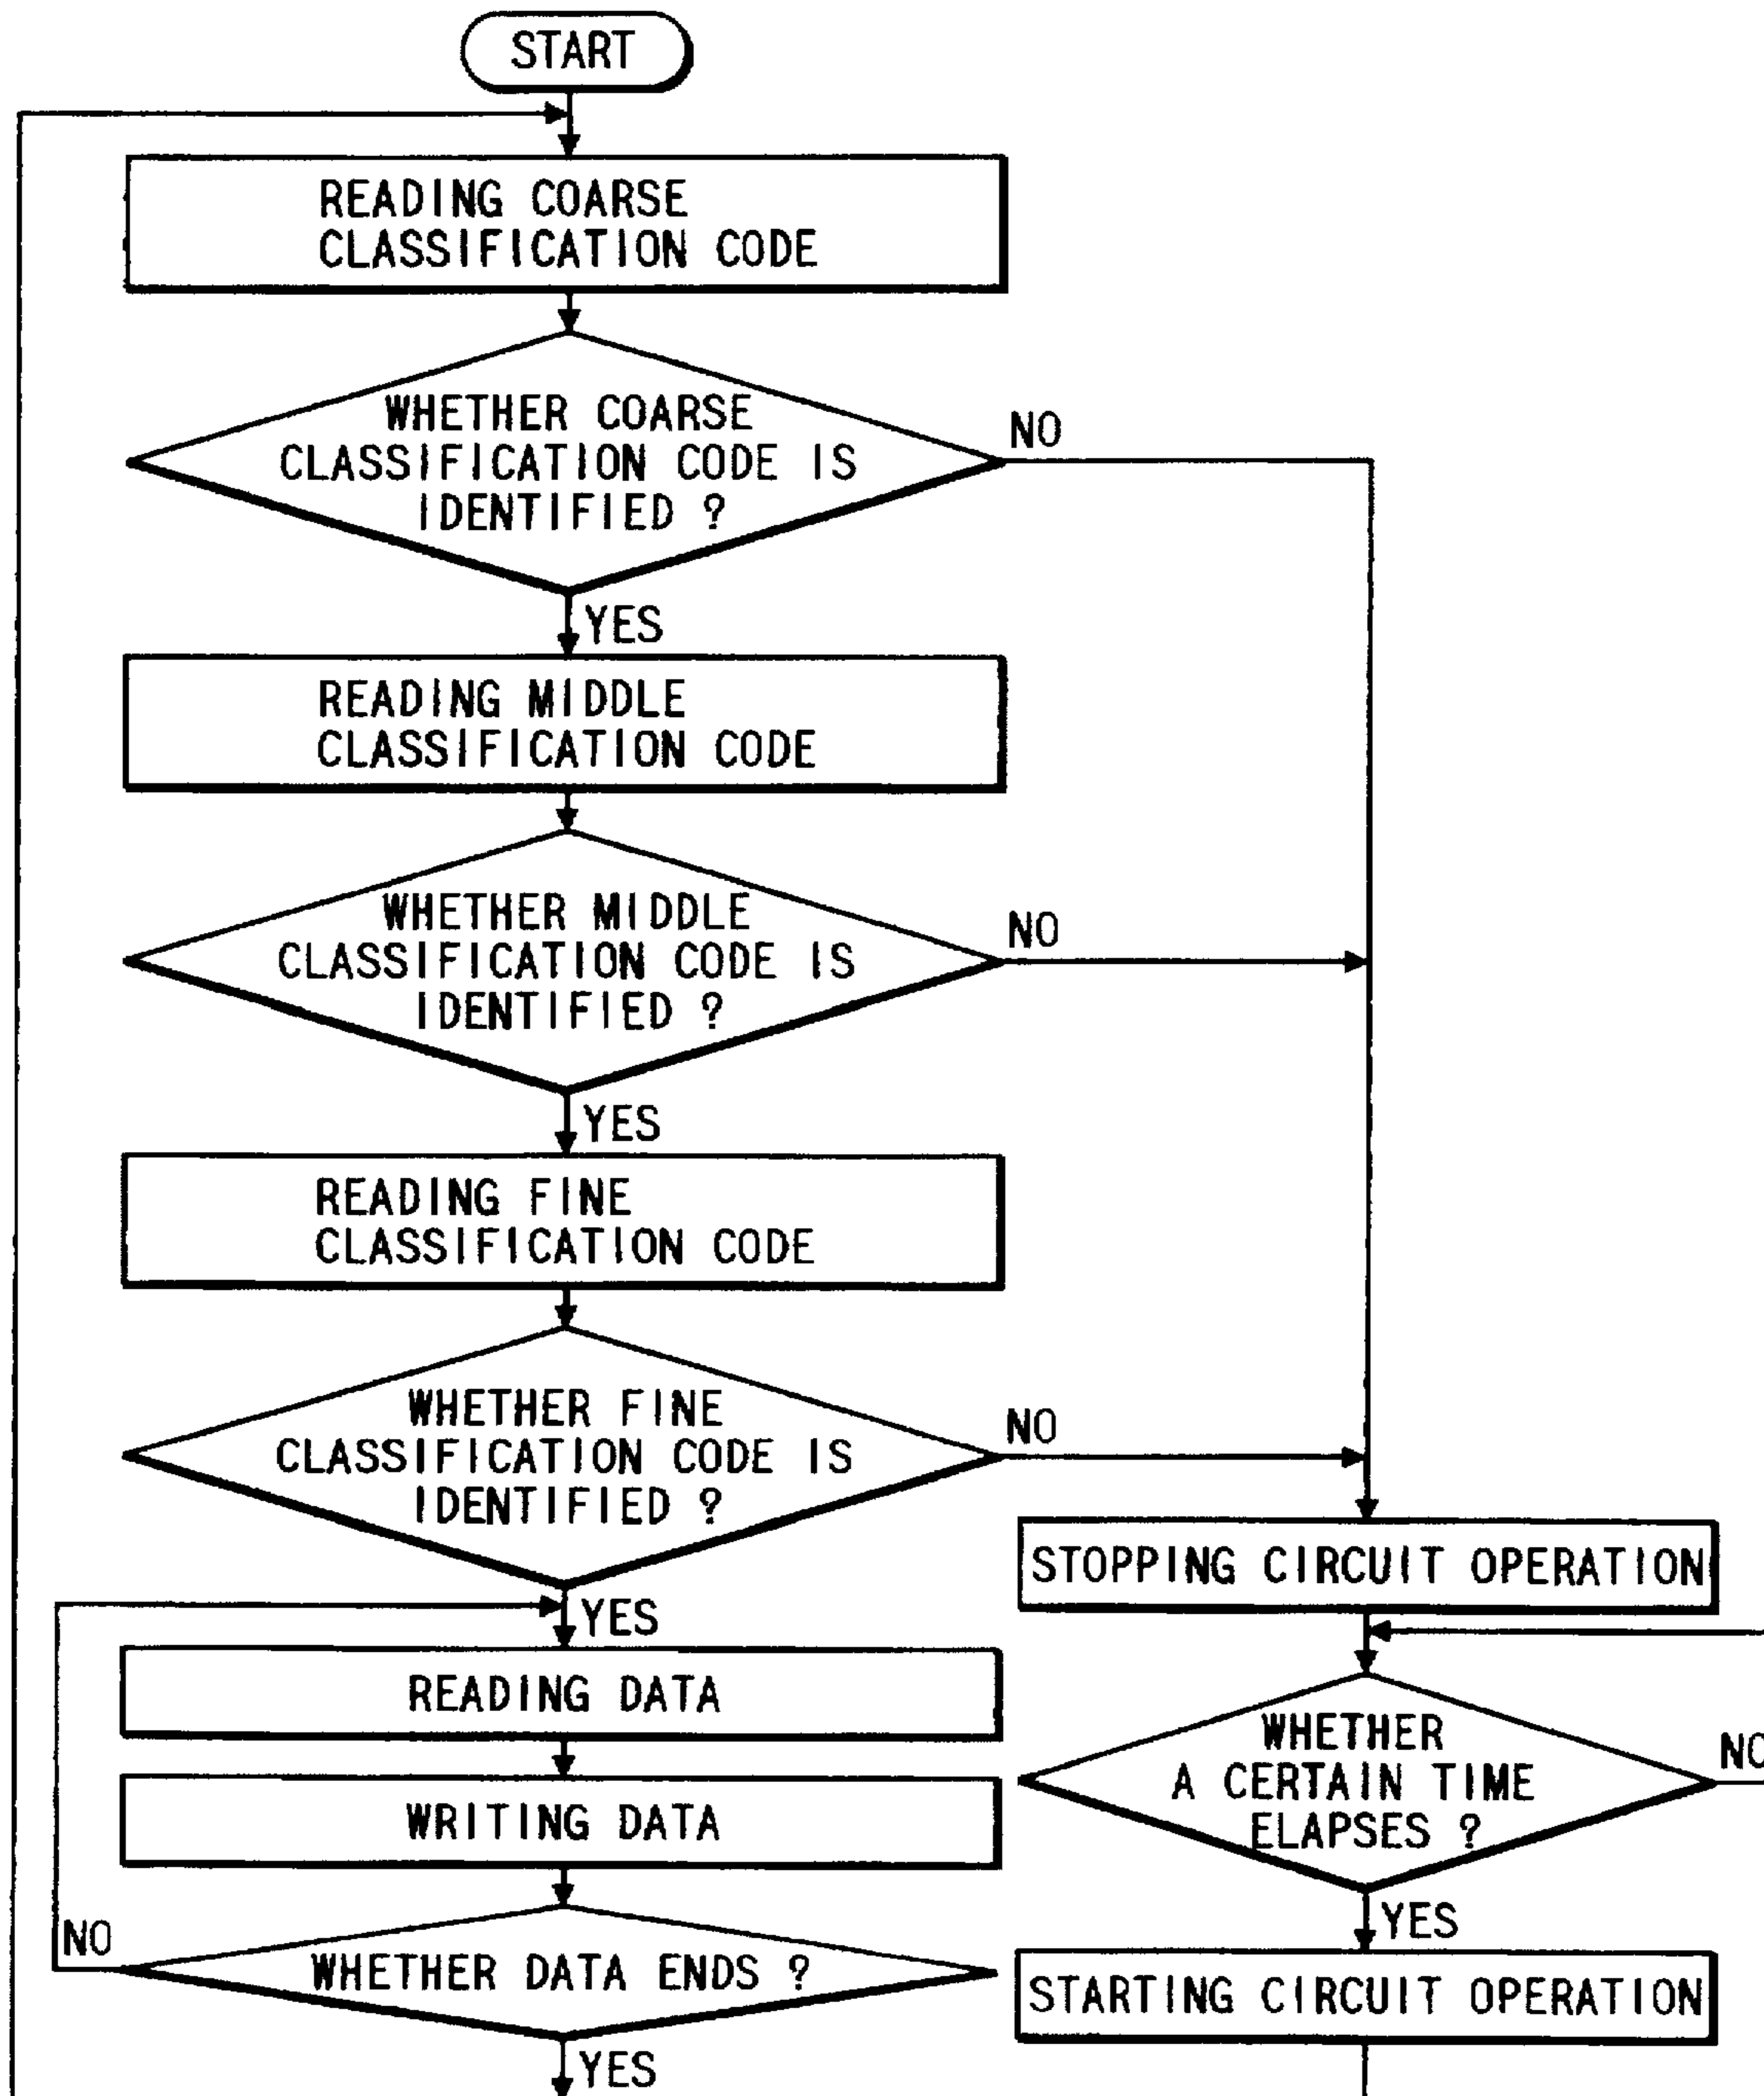 START
READING COARSE
CLASSIFICATION CODE
WHETHER COARSE
CLASSIFICATION CODE IS
IDENTIFIED ?
NO
YES
READING MIDDLE
CLASSIFICATION CODE
WHETHER MIDDLE
CLASSIFICATION CODE IS
IDENTIFIED ?
NO
YES
READING FINE
CLASSIFICATION CODE
WHETHER FINE
CLASSIFICATION CODE IS
IDENTIFIED ?
NO
YES
READING DATA
WRITING DATA
WHETHER DATA ENDS ?
NO
YES
STOPPING CIRCUIT OPERATION
WHETHER
A CERTAIN TIME
ELAPSES ?
NO
YES
STARTING CIRCUIT OPERATION